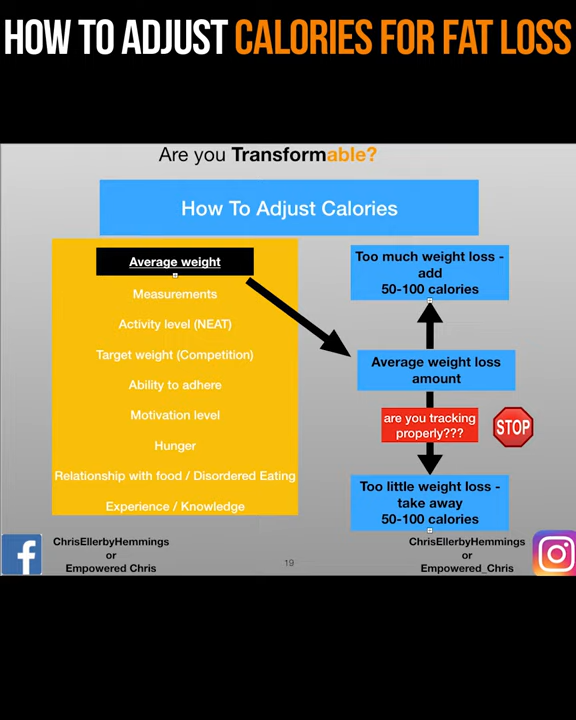 HOW TO ADJUST CALORIES FOR FAT LOSS
Are you Transformable?
How To Adjust Calories
Average weight
Measurements
Activity level (NEAT)
Target weight (Competition)
Ability to adhere
Motivation level
Hunger
Relationship with food / Disordered Eating
Experience / Knowledge
Too much weight loss -
add
50-100 calories
Average weight loss
amount
are you tracking
properly???
STOP
Too little weight loss -
take away
50-100 calories
ChrisEllerbyHemmings
or
Empowered Chris
19
ChrisEllerbyHemmings
or
Empowered_Chris